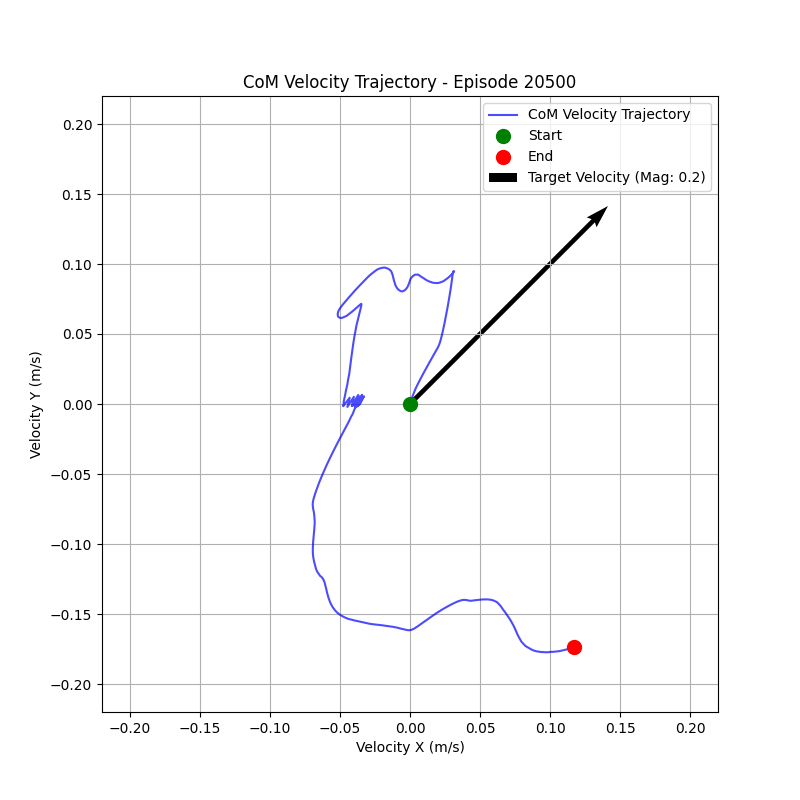 CoM Velocity Trajectory - Episode 20500
CoM Velocity Trajectory
Start
End
Target Velocity (Mag: 0.2)
0.20
0.15
0.10
0.05
0.00
−0.05
−0.10
−0.15
−0.20
Velocity Y (m/s)
−0.20 −0.15 −0.10 −0.05 0.00 0.05 0.10 0.15 0.20
Velocity X (m/s)